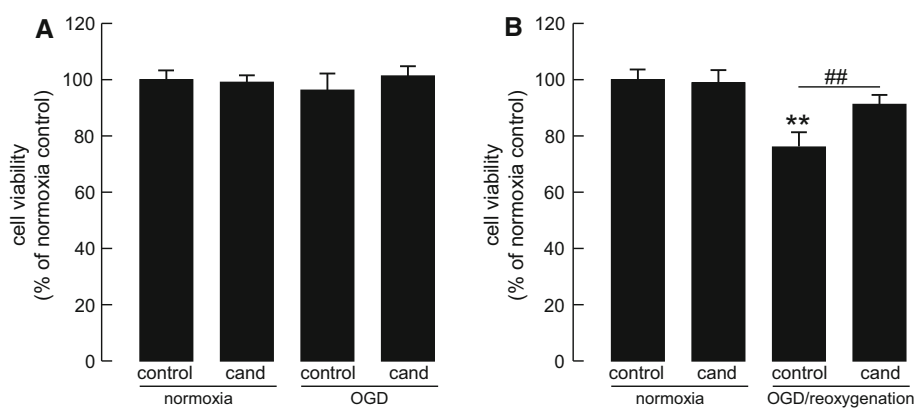 A
cell viability
(% of normoxia control)
120
100
80
60
40
20
0
control cand control cand
normoxia OGD
B
cell viability
(% of normoxia control)
120
100
80
60
40
20
0
**
##
control cand control cand
normoxia OGD/reoxygenation